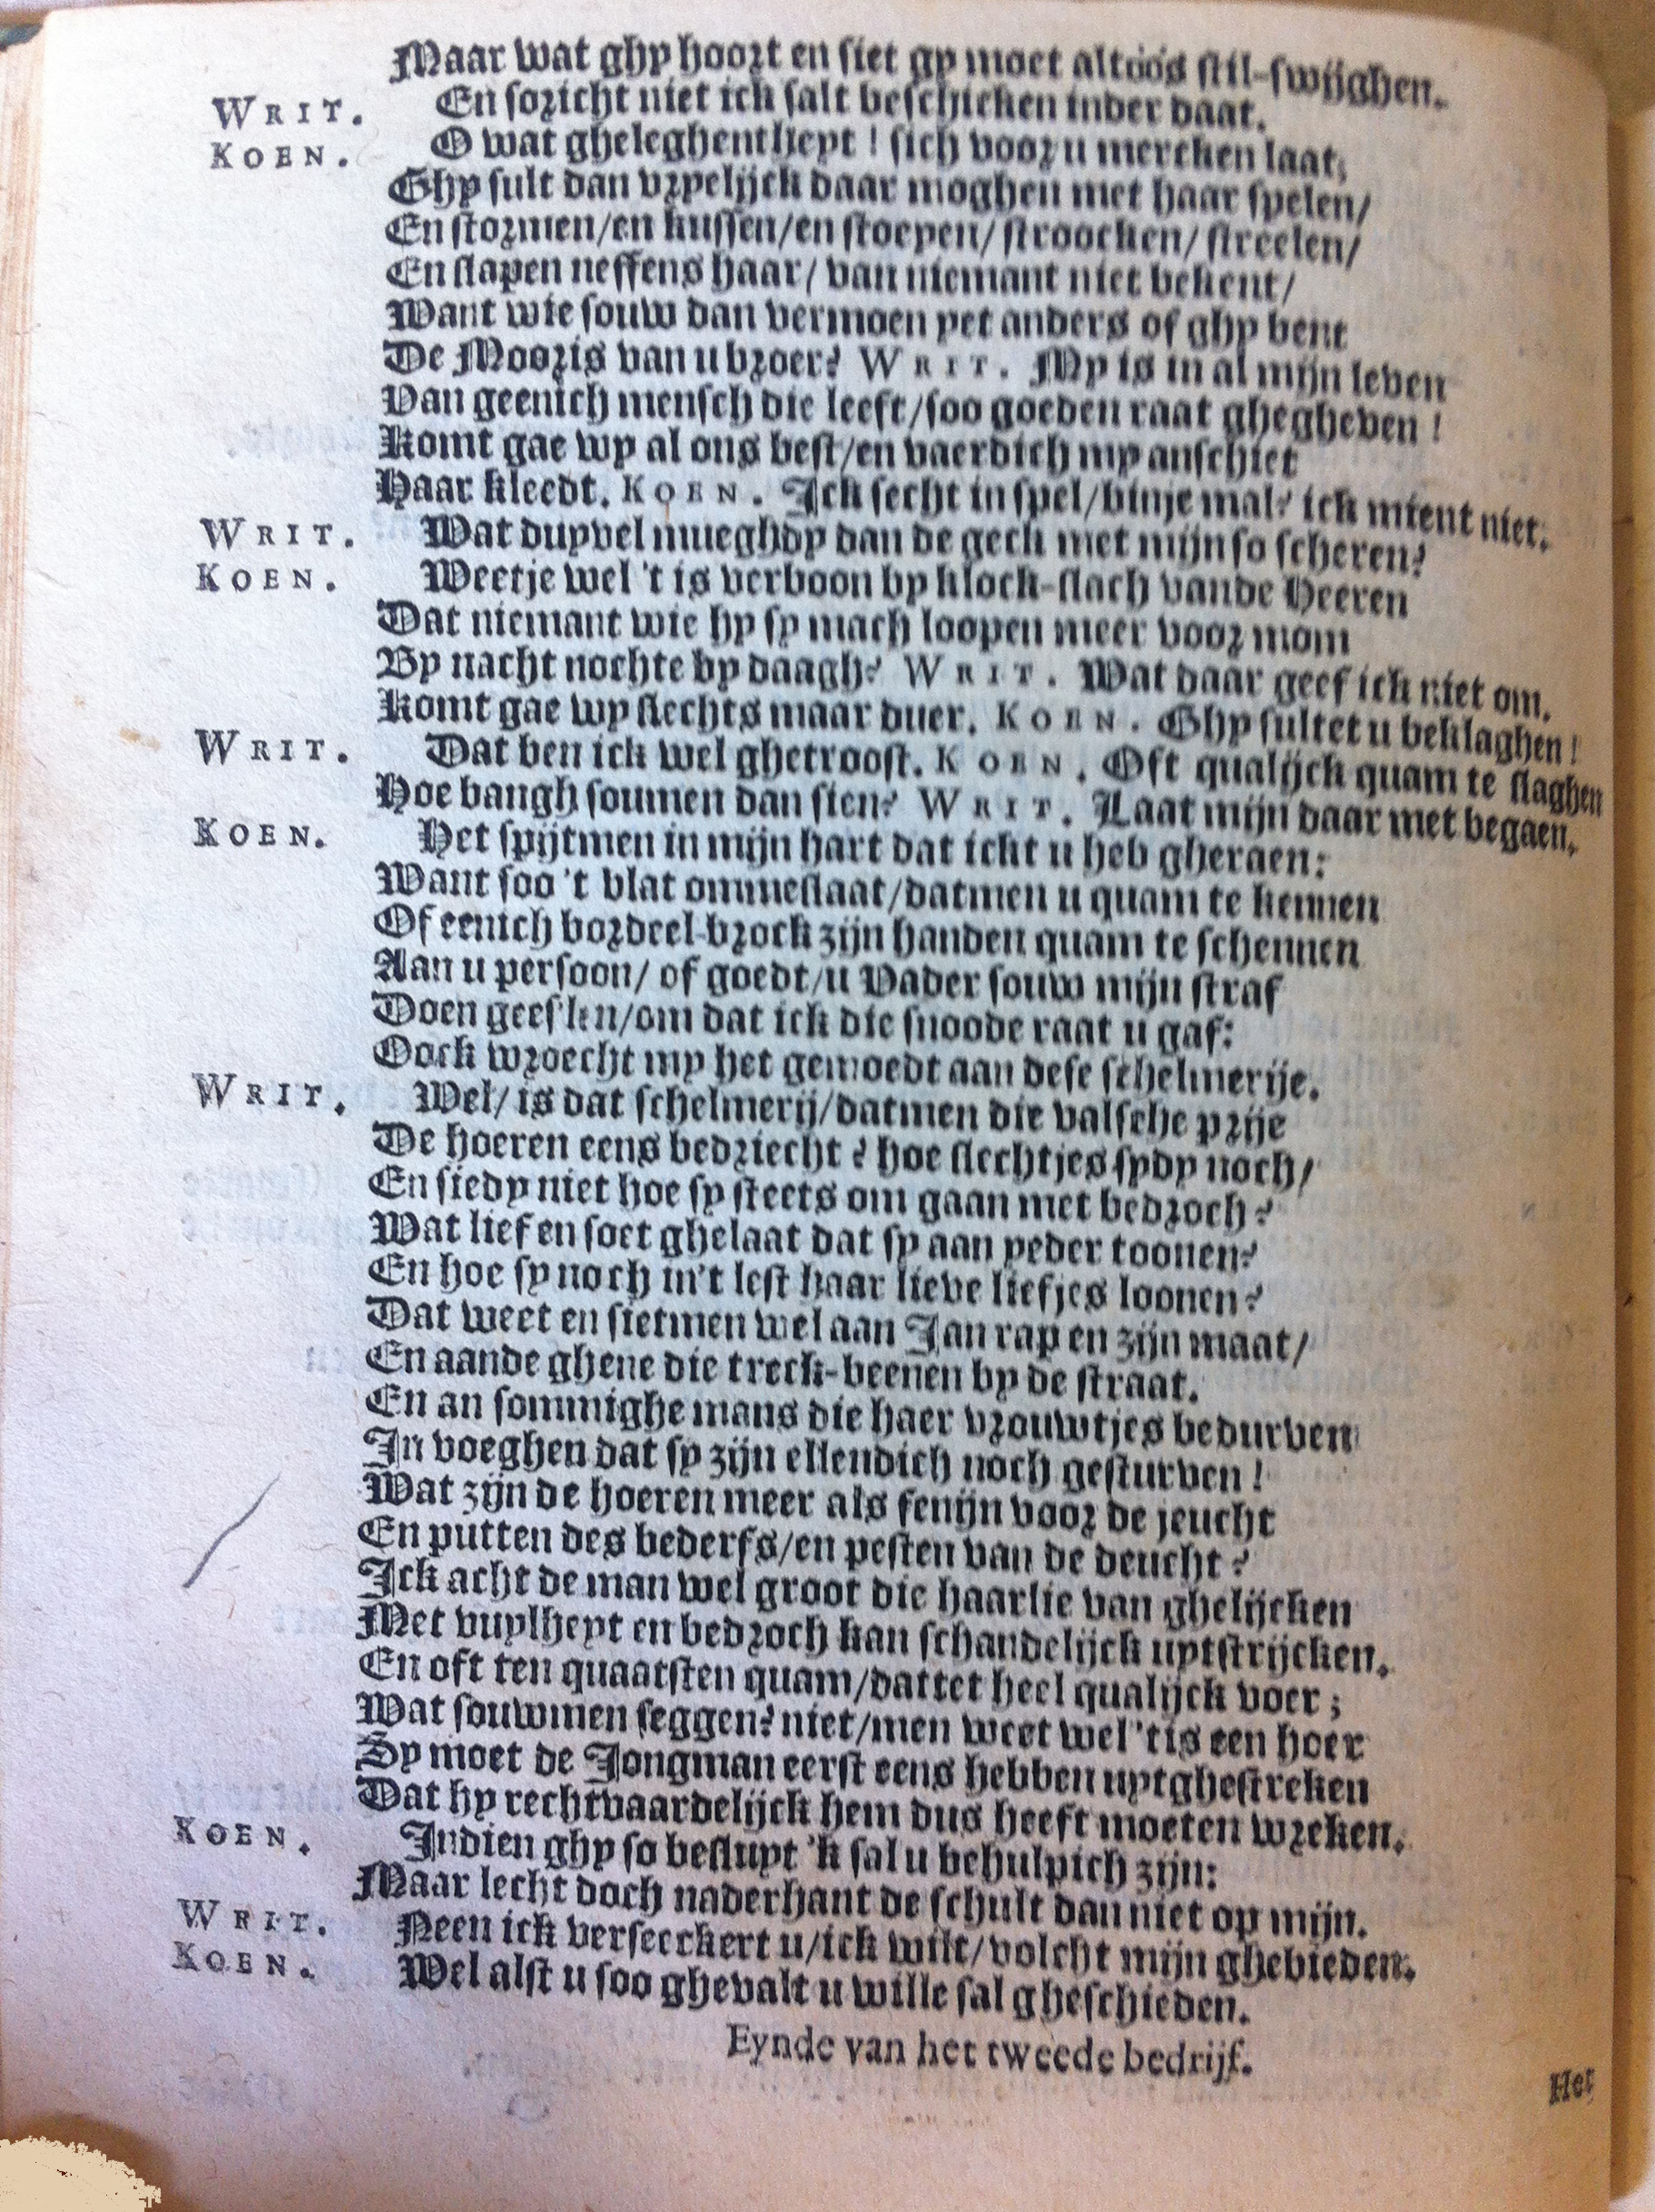 Maar wat ghy hoort en siet gy moet altoos stil-swijghen.
WRIT. En soricht niet ick salt beschicken inder daat.
KOEN. O wat gheleghentheyt! sich voor u mercken laat;
Ghy sult dan vryelijck daar moghen met haar spelen/
En stormen/en kussen/en stoeyen/stroocken/streelen/
En slapen neffens haar/ van niemant niet bekent/
Want wie souw dan vermoen yet anders of ghy bent
De Mooris van u broer? WRIT. My is in al mijn leven
Van geenich mensch die leeft/soo goeden raat ghegheven!
Komt gae wy al ons best/en vaerdich my anschiet
Haar kleedt. KOEN. Ick secht in spel/binje mal? ick mient niet.
WRIT. Wat duyvel mueghdy dan de geck met mijn so scheren?
KOEN. Weetje wel 't is verboon by klock-slach vande Heeren
Dat niemant wie hy sy mach loopen meer voor mom
By nacht nochte by daagh? WRIT. Wat daar geef ick niet om.
Komt gae wy slechts maar duer. KOEN. Ghy sultet u beklaghen!
WRIT. Dat ben ick wel ghetroost. KOEN. Oft qualijck quam te slaghen
Hoe bangh soumen dan sien? WRIT. Laat mijn daar met begaen.
KOEN. Het spijtmen in mijn hart dat ickt u heb gheraen:
Want soo 't blat ommeslaat/datmen u quam te kennen
Of eenich bordeel-brock zijn handen quam te schennen
Aan u persoon/ of goedt/u Vader souw mijn straf
Doen gees'len/om dat ick die snoode raat u gaf:
Oock wroecht my het gemoedt aan dese schelmerije.
WRIT. Wel/ is dat schelmerij/datmen die valsche prije
De hoeren eens bedriecht? hoe slechtjes sydy noch/
En siedy niet hoe sy steets om gaan met bedroch?
Wat lief en soet ghelaat dat sy aan yeder toonen?
En hoe sy noch in't lest haar lieve liefjes loonen?
Dat weet en sietmen wel aan Jan rap en zijn maat/
En aande ghene die treck-beenen by de straat.
En an sommighe mans die haer vrouwtjes bedurven
In voeghen dat sy zijn ellendich noch gesturven!
Wat zijn de hoeren meer als fenijn voor de jeucht
En putten des bederfs/en pesten van de deucht?
Ick acht de man wel groot die haarlie van ghelijcken
Met vuylheyt en bedroch kan schandelijck uytstrijcken.
En oft ten quaatsten quam/dattet heel qualijck voer;
Wat souwmen seggen? niet/men weet wel 'tis een hoer
Sy moet de Jongman eerst eens hebben uytghestreken
Dat hy rechtvaardelijck hem dus heeft moeten wreken.
KOEN. Indien ghy so besluyt 'k sal u behulpich zijn:
Maar lecht doch naderhant de schult dan niet op mijn.
WRIT. Neen ick verseeckert u/ick wilt/volcht mijn ghebieden.
KOEN. Wel alst u soo ghevalt u wille sal gheschieden.
Eynde van het tweede bedrijf.
Het